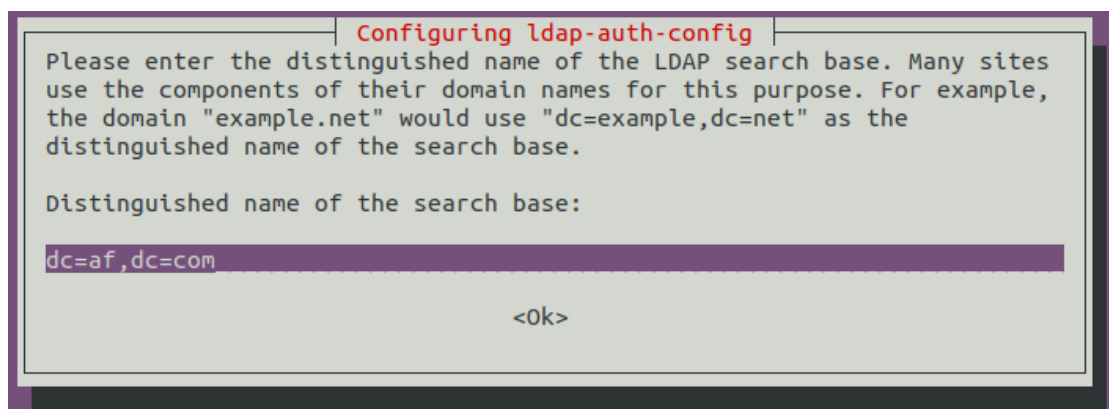 Configuring ldap-auth-config
Please enter the distinguished name of the LDAP search base. Many sites
use the components of their domain names for this purpose. For example,
the domain "example.net" would use "dc=example,dc=net" as the
distinguished name of the search base.
Distinguished name of the search base:
dc=af,dc=com
<Ok>